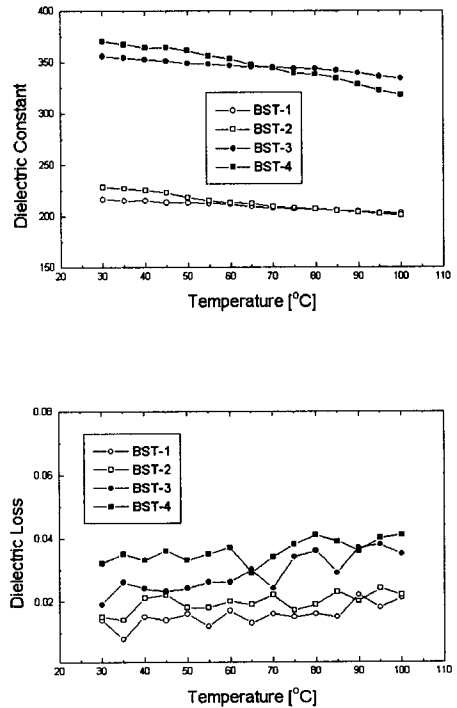 400
350
300
250
200
150
Dielectric Constant
BST-1
BST-2
BST-3
BST-4
20 30 40 50 60 70 80 90 100 110
Temperature [°C]
0.08
0.06
0.04
0.02
Dielectric Loss
BST-1
BST-2
BST-3
BST-4
20 30 40 50 60 70 80 90 100 110
Temperature [°C]